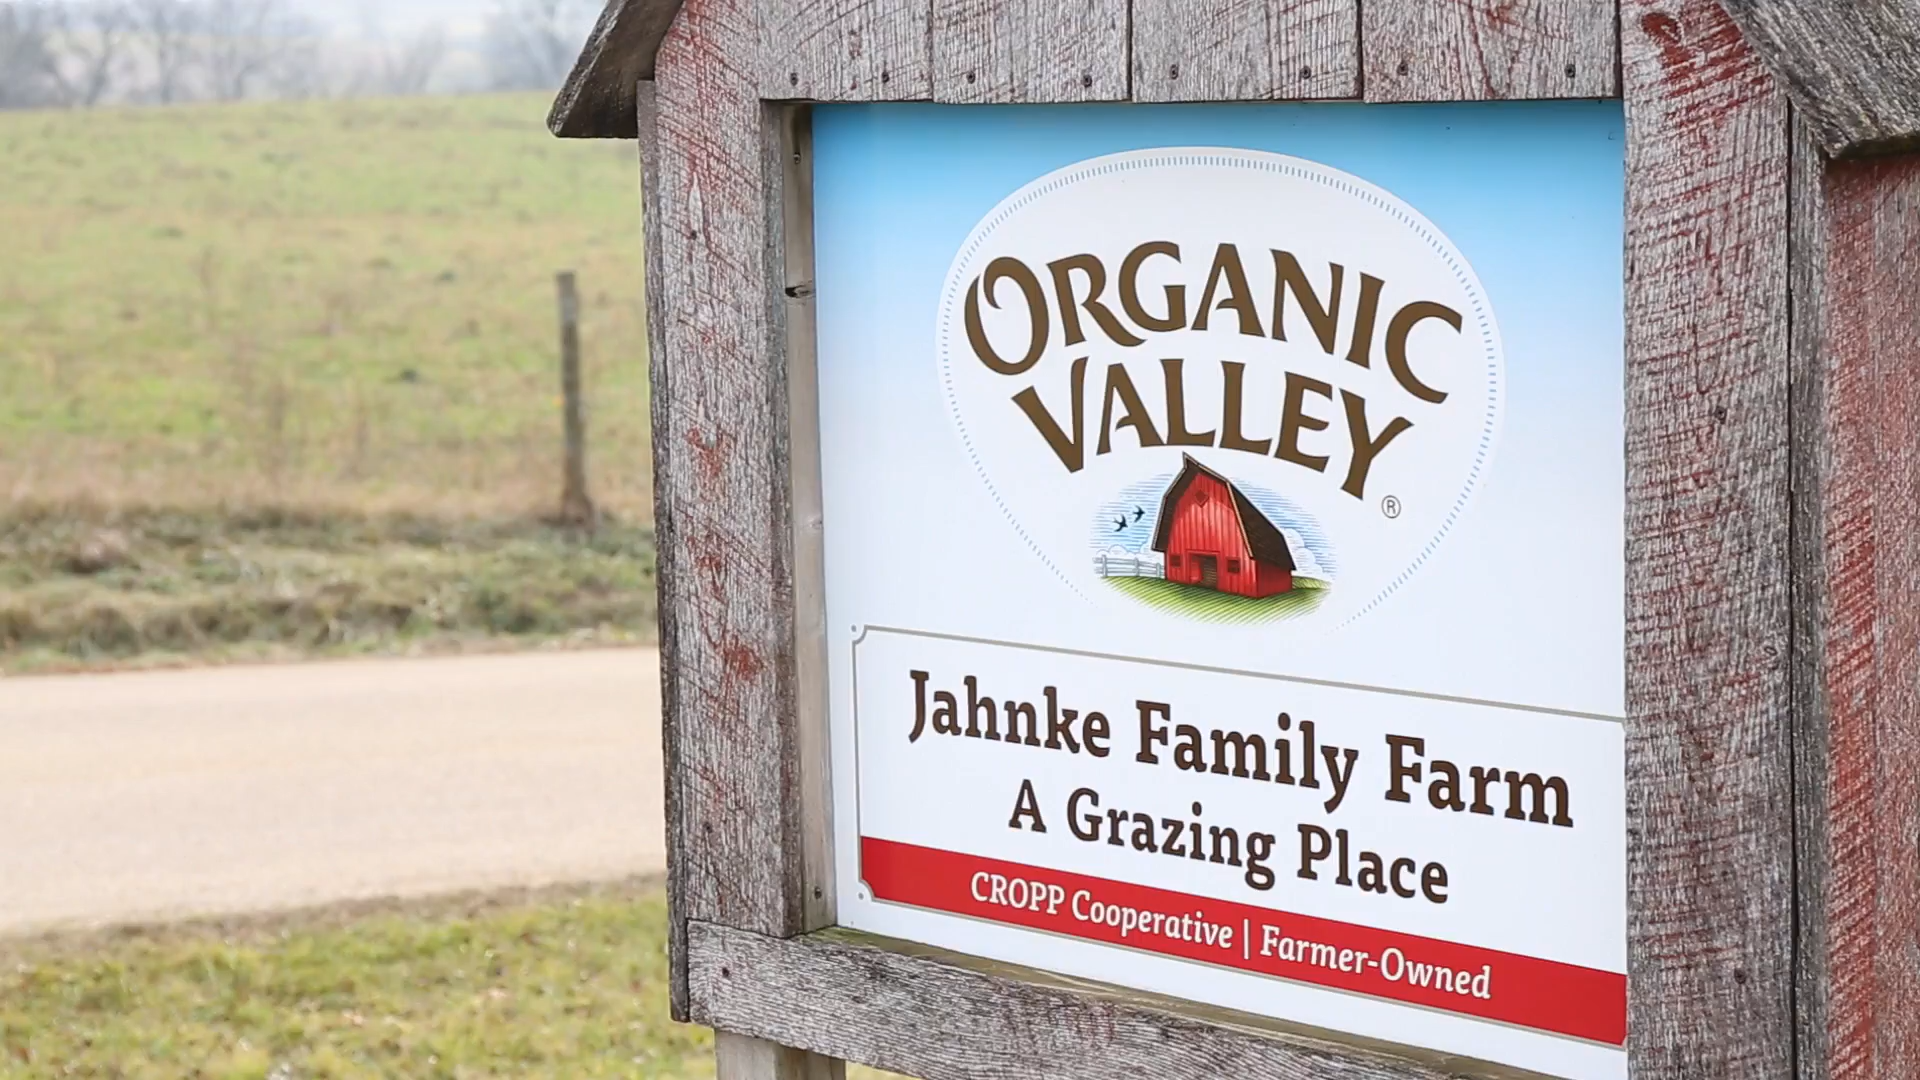 ORGANIC
VALLEY®
Jahnke Family Farm
A Grazing Place
CROPP Cooperative | Farmer-Owned